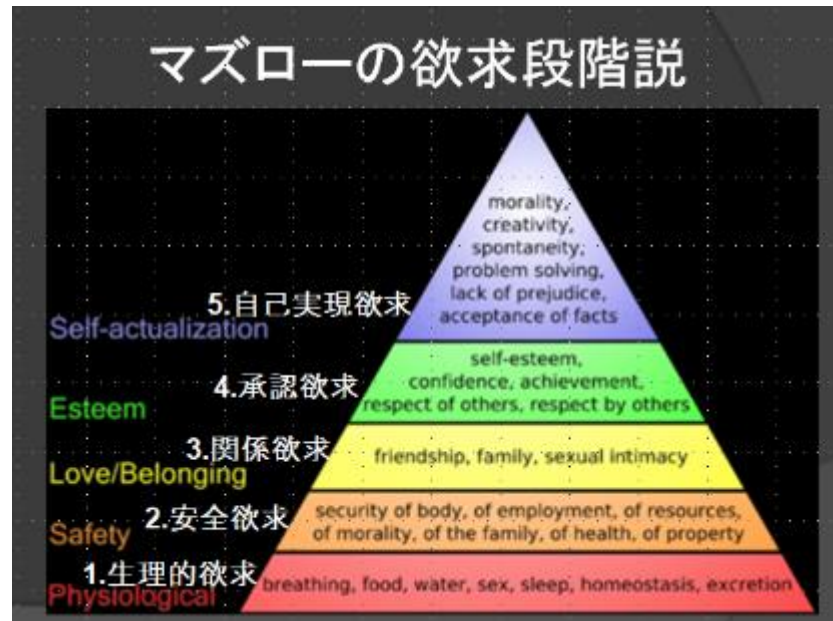 マズローの欲求段階説
morality,
creativity,
spontaneity,
problem solving,
lack of prejudice,
acceptance of facts
5.自己実現欲求
Self-actualization
self-esteem,
confidence, achievement,
respect of others, respect by others
4.承認欲求
Esteem
friendship, family, sexual intimacy
3.関係欲求
Love/Belonging
security of body, of employment, of resources,
of morality, of the family, of health, of property
2.安全欲求
Safety
breathing, food, water, sex, sleep, homeostasis, excretion
1.生理的欲求
Physiological